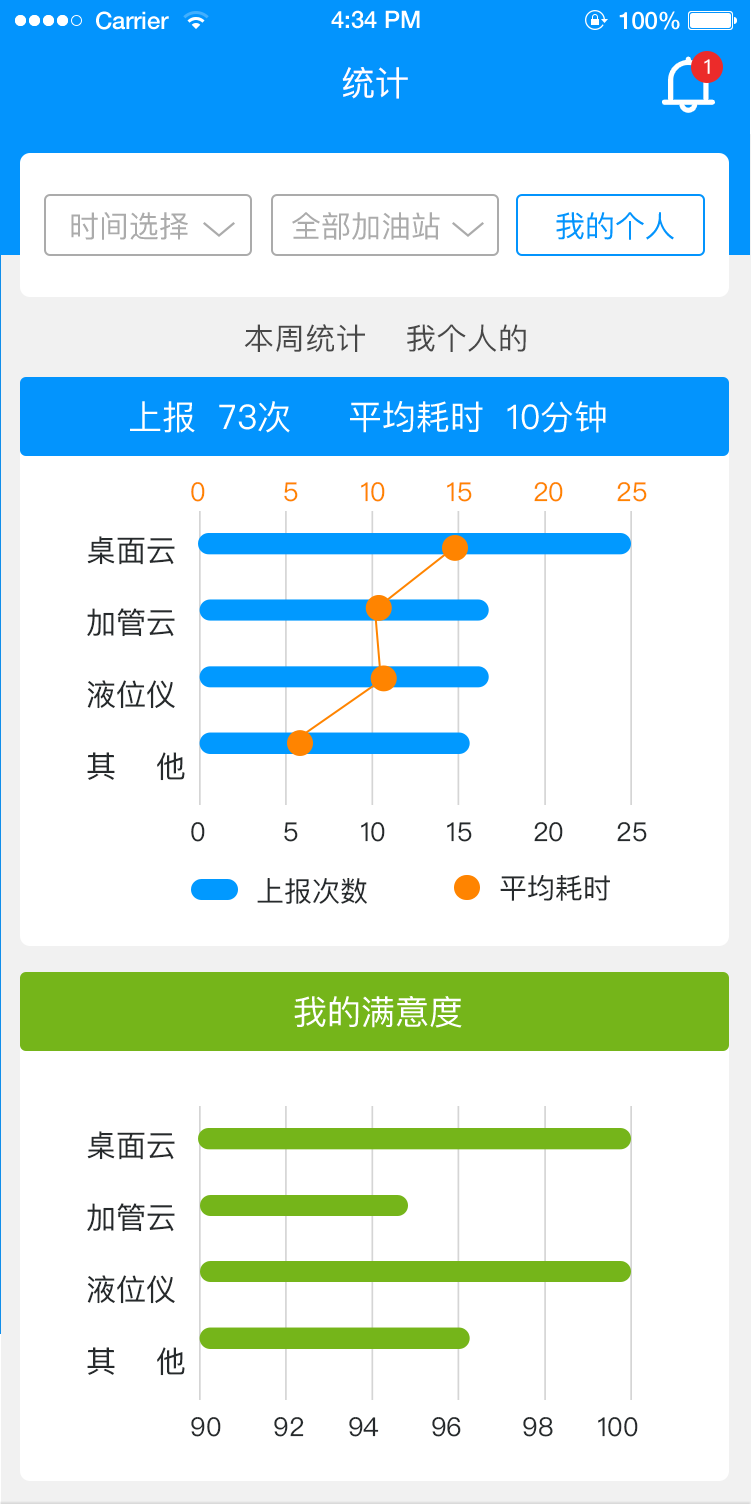 Carrier 4:34 PM 100%
统计 1
时间选择 全部加油站 我的个人
本周统计 我个人的
上报 73次 平均耗时 10分钟
0 5 10 15 20 25
桌面云
加管云
液位仪
其 他
0 5 10 15 20 25
上报次数 平均耗时
我的满意度
桌面云
加管云
液位仪
其 他
90 92 94 96 98 100